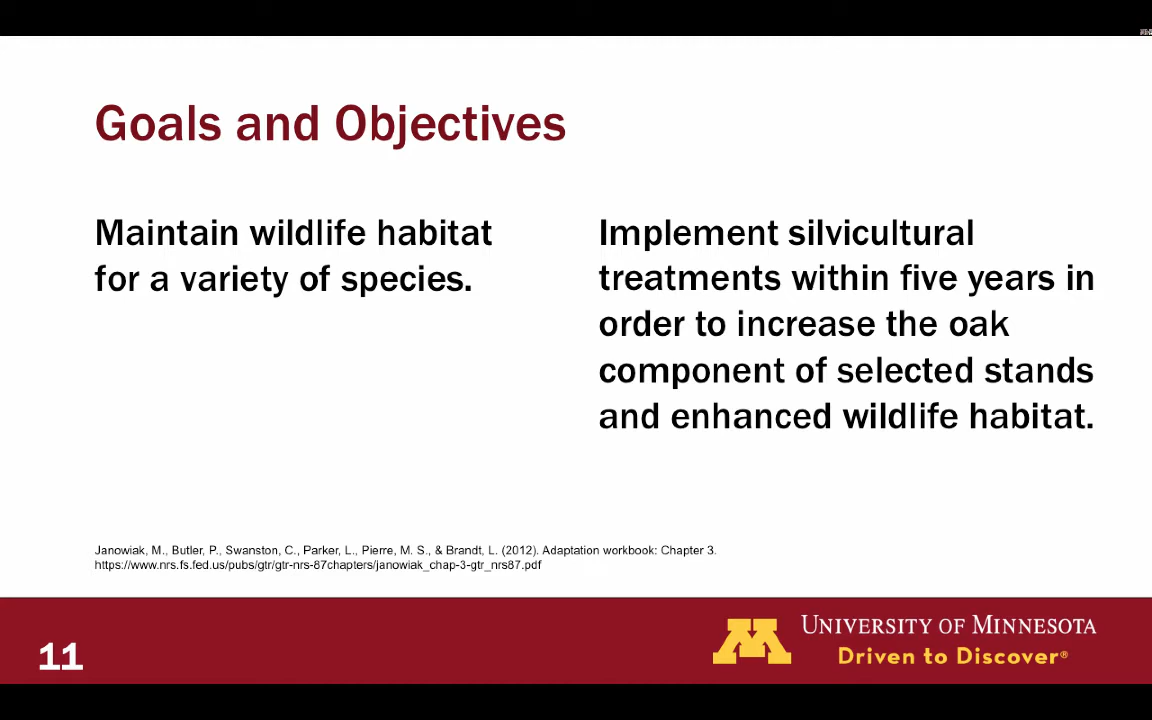 Goals and Objectives
Maintain wildlife habitat
for a variety of species.
Implement silvicultural
treatments within five years in
order to increase the oak
component of selected stands
and enhanced wildlife habitat.
Janowiak, M., Butler, P., Swanston, C., Parker, L., Pierre, M. S., & Brandt, L. (2012). Adaptation workbook: Chapter 3.
https://www.nrs.fs.fed.us/pubs/gtr/gtr-nrs-87chapters/janowiak_chap-3-gtr_nrs87.pdf
11
M
UNIVERSITY OF MINNESOTA
Driven to Discover®